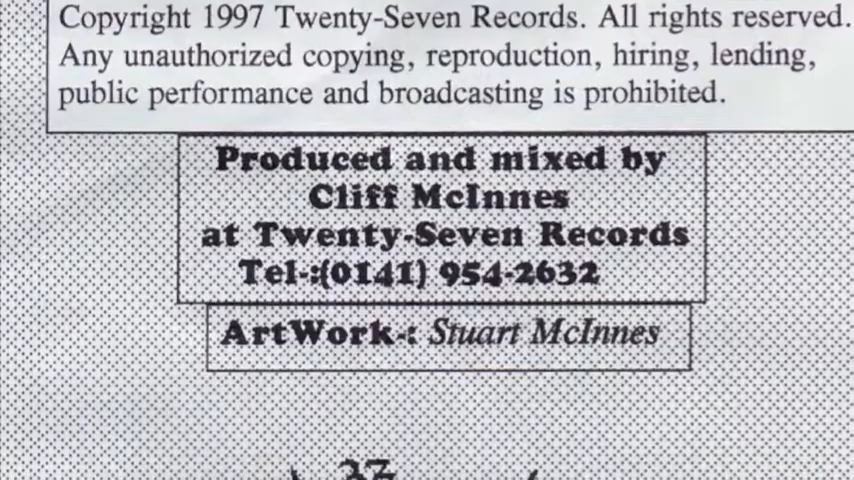 Copyright 1997 Twenty-Seven Records. All rights reserved.
Any unauthorized copying, reproduction, hiring, lending,
public performance and broadcasting is prohibited.
Produced and mixed by
Cliff McInnes
at Twenty-Seven Records
Tel-:(0141) 954-2632
ArtWork-: Stuart McInnes
27